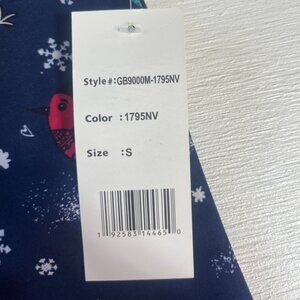 Style#:GB9000M-1795NV
Color :1795NV
Size :S
1 92583 14465 0